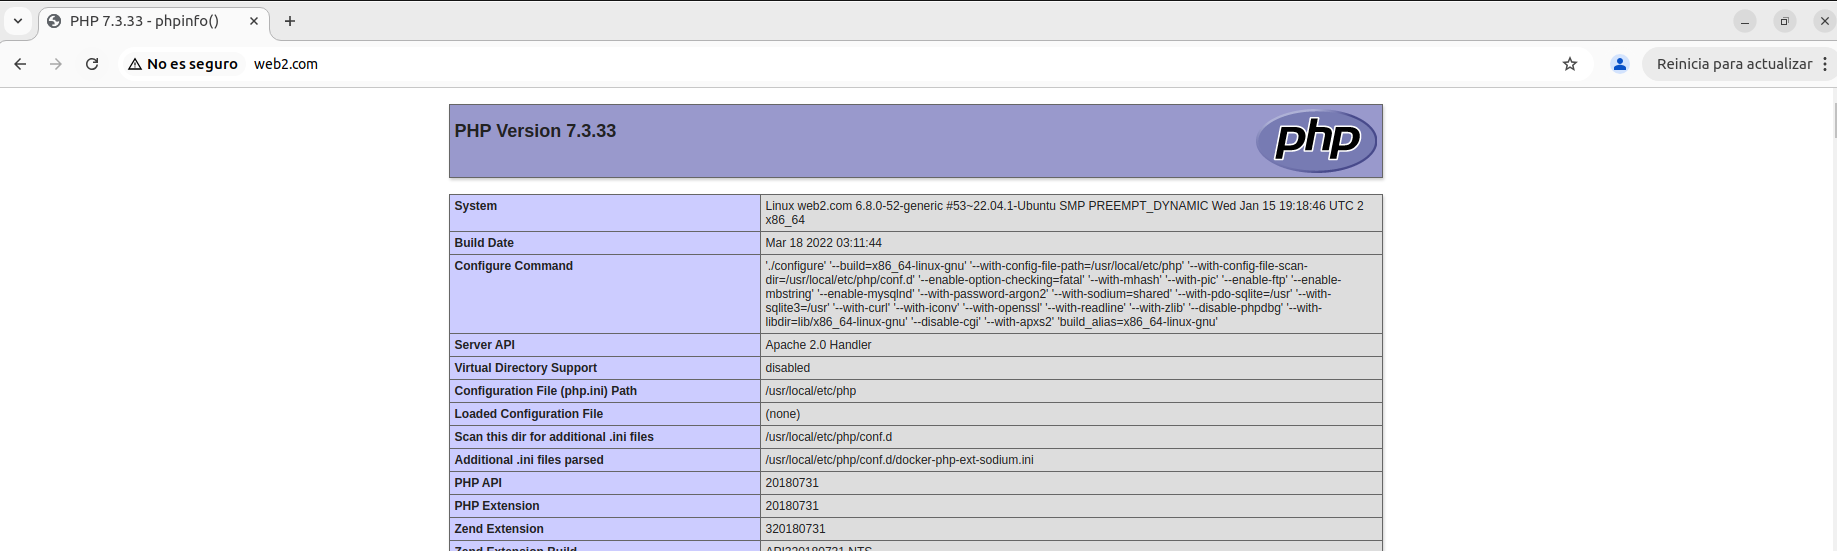 PHP 7.3.33 - phpinfo()
No es seguro web2.com
Reinicia para actualizar
PHP Version 7.3.33
php
System
Linux web2.com 6.8.0-52-generic #53~22.04.1-Ubuntu SMP PREEMPT_DYNAMIC Wed Jan 15 19:18:46 UTC 2
x86_64
Build Date
Mar 18 2022 03:11:44
Configure Command
'./configure' '--build=x86_64-linux-gnu' '--with-config-file-path=/usr/local/etc/php' '--with-config-file-scan-
dir=/usr/local/etc/php/conf.d' '--enable-option-checking=fatal' '--with-mhash' '--with-pic' '--enable-ftp' '--enable-
mbstring' '--enable-mysqlnd' '--with-password-argon2' '--with-sodium=shared' '--with-pdo-sqlite=/usr' '--with-
sqlite3=/usr' '--with-curl' '--with-iconv' '--with-openssl' '--with-readline' '--with-zlib' '--disable-phpdbg' '--with-
libdir=lib/x86_64-linux-gnu' '--disable-cgi' '--with-apxs2' 'build_alias=x86_64-linux-gnu'
Server API
Apache 2.0 Handler
Virtual Directory Support
disabled
Configuration File (php.ini) Path
/usr/local/etc/php
Loaded Configuration File
(none)
Scan this dir for additional .ini files
/usr/local/etc/php/conf.d
Additional .ini files parsed
/usr/local/etc/php/conf.d/docker-php-ext-sodium.ini
PHP API
20180731
PHP Extension
20180731
Zend Extension
320180731
Zend Extension Build
API320180731,NTS